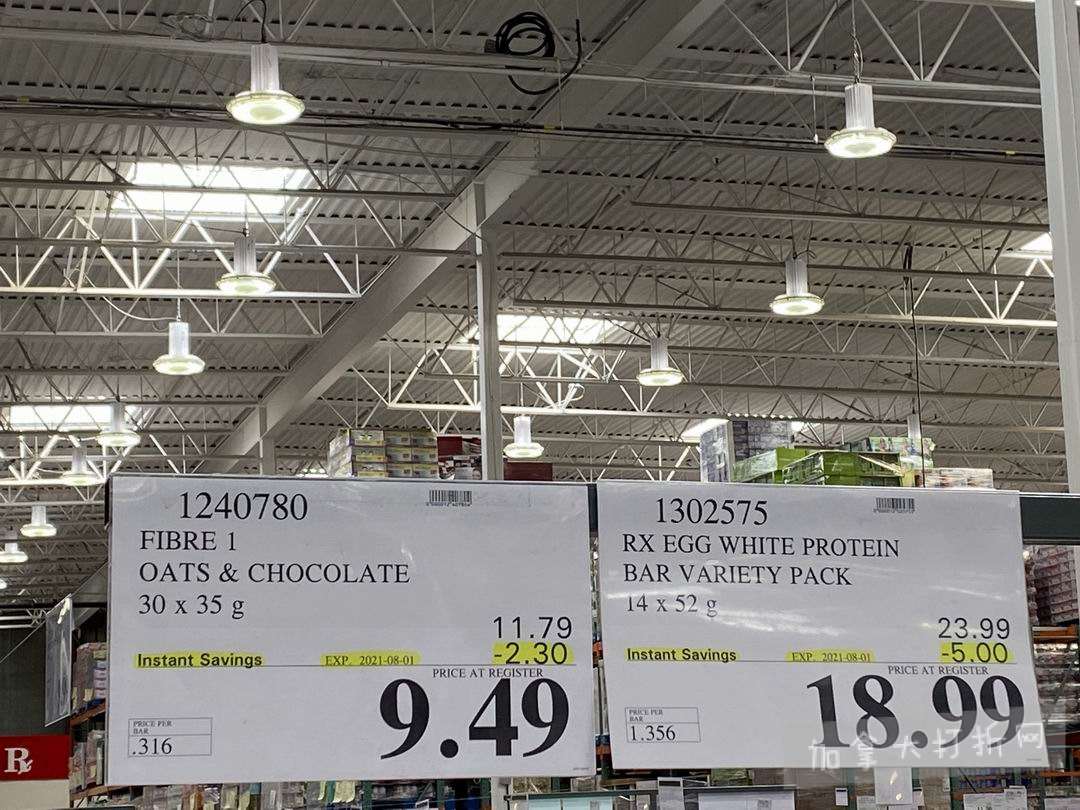 1240780
FIBRE 1
OATS & CHOCOLATE
30 x 35 g
11.79
Instant Savings EXP. 2021-08-01 -2.30
PRICE AT REGISTER
9.49
PRICE PER
BAR
.316
1302575
RX EGG WHITE PROTEIN
BAR VARIETY PACK
14 x 52 g
23.99
Instant Savings EXP. 2021-08-01 -5.00
PRICE AT REGISTER
18.99
PRICE PER
BAR
1.356
Rx
加拿大打折网